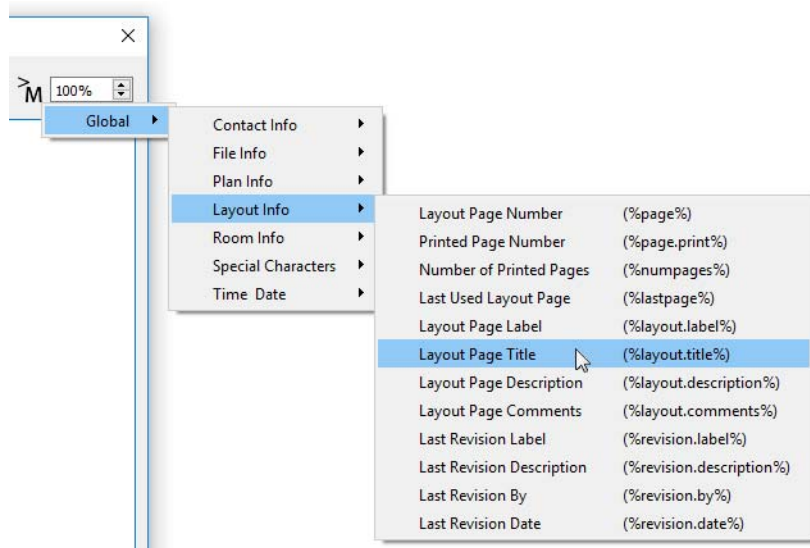 >M 100%
Global
Contact Info
File Info
Plan Info
Layout Info
Room Info
Special Characters
Time Date
Layout Page Number (%page%)
Printed Page Number (%page.print%)
Number of Printed Pages (%numpages%)
Last Used Layout Page (%lastpage%)
Layout Page Label (%layout.label%)
Layout Page Title (%layout.title%)
Layout Page Description (%layout.description%)
Layout Page Comments (%layout.comments%)
Last Revision Label (%revision.label%)
Last Revision Description (%revision.description%)
Last Revision By (%revision.by%)
Last Revision Date (%revision.date%)